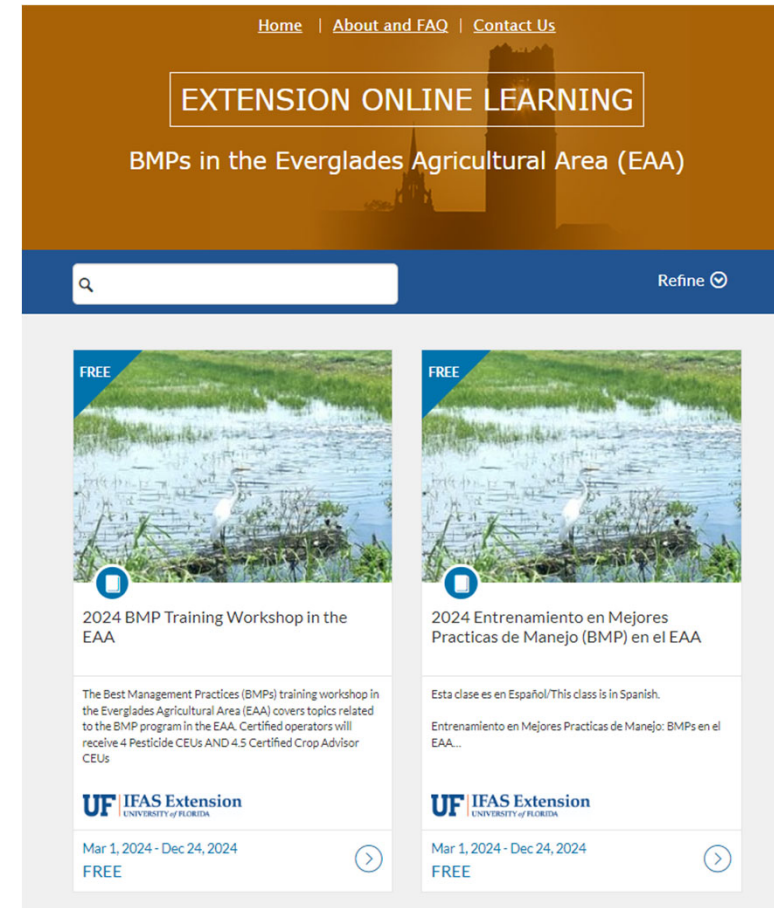 Home | About and FAQ | Contact Us
EXTENSION ONLINE LEARNING
BMPs in the Everglades Agricultural Area (EAA)
Refine
FREE
2024 BMP Training Workshop in the
EAA
The Best Management Practices (BMPs) training workshop in
the Everglades Agricultural Area (EAA) covers topics related
to the BMP program in the EAA. Certified operators will
receive 4 Pesticide CEUs AND 4.5 Certified Crop Advisor
CEUs
UF IFAS Extension
UNIVERSITY of FLORIDA
Mar 1, 2024 - Dec 24, 2024
FREE
FREE
2024 Entrenamiento en Mejores
Practicas de Manejo (BMP) en el EAA
Esta clase es en Español/This class is in Spanish.
Entrenamiento en Mejores Practicas de Manejo: BMPs en el
EAA...
UF IFAS Extension
UNIVERSITY of FLORIDA
Mar 1, 2024 - Dec 24, 2024
FREE